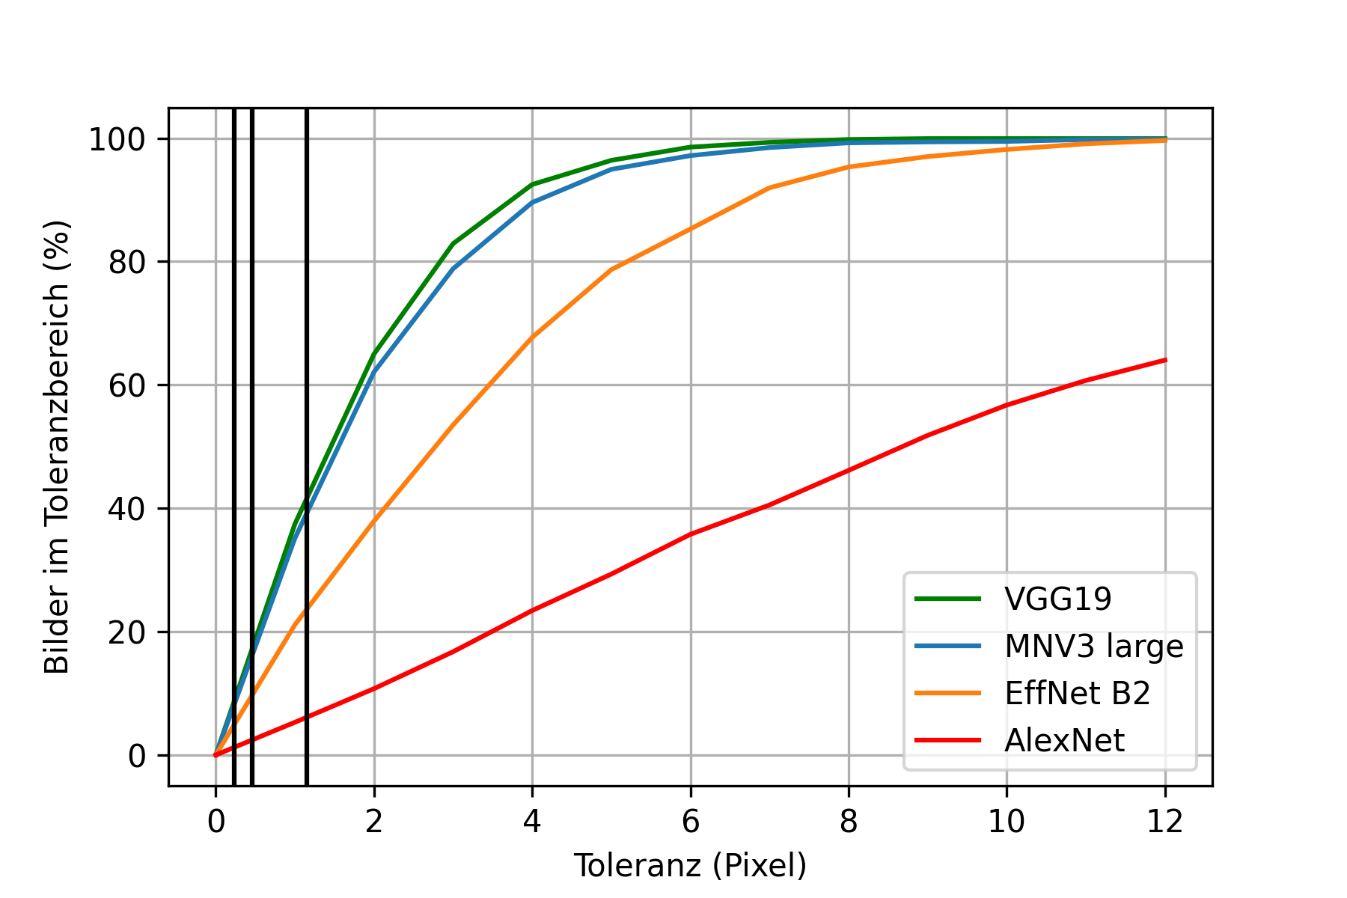 100
80
60
40
20
0
Bilder im Toleranzbereich (%)
VGG19
MNV3 large
EffNet B2
AlexNet
0 2 4 6 8 10 12
Toleranz (Pixel)